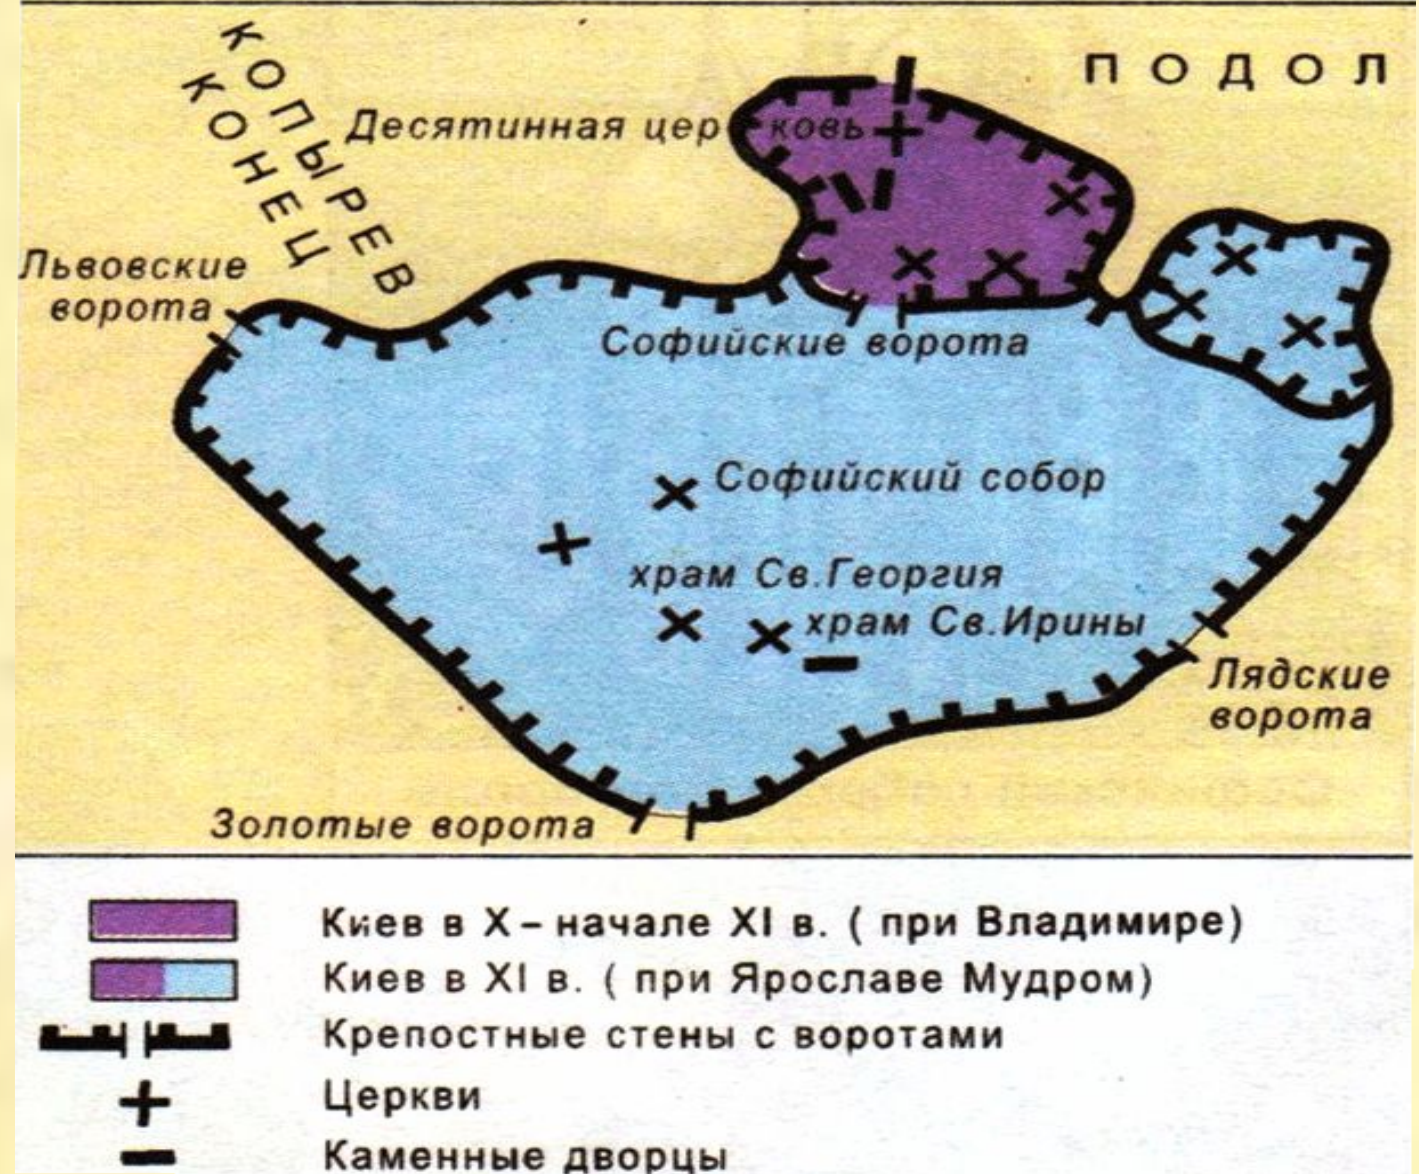 КОПЫРЕВ
КОНЕЦ
ПОДОЛ
Десятинная церковь
Львовские
ворота
Софийские ворота
Софийский собор
храм Св.Георгия
храм Св.Ирины
Лядские
ворота
Золотые ворота
Киев в X – начале XI в. ( при Владимире)
Киев в XI в. ( при Ярославе Мудром)
Крепостные стены с воротами
Церкви
Каменные дворцы